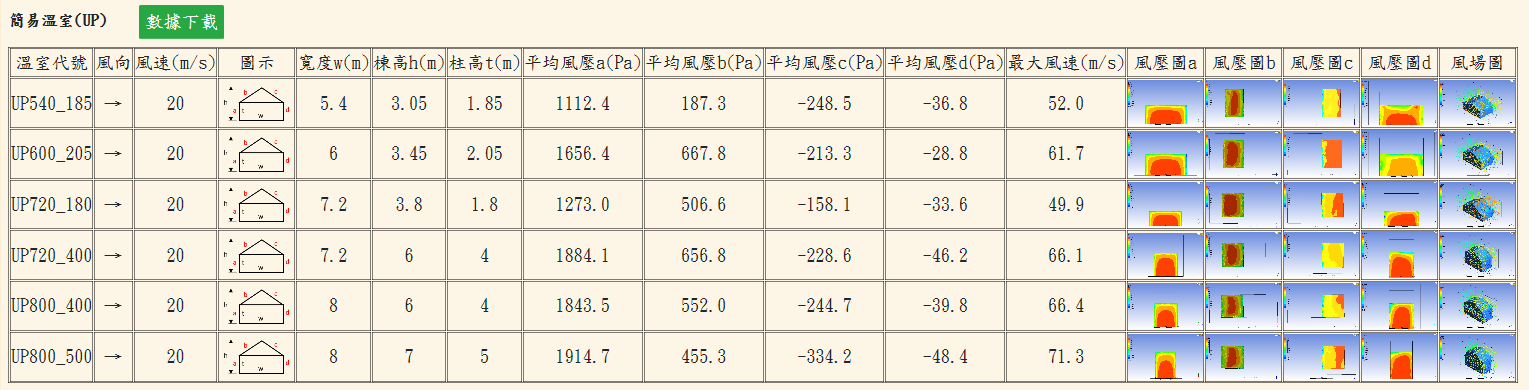 簡易溫室(UP) 數據下載
溫室代號 風向 風速(m/s) 圖示 寬度w(m) 棟高h(m) 柱高t(m) 平均風壓a(Pa) 平均風壓b(Pa) 平均風壓c(Pa) 平均風壓d(Pa) 最大風速(m/s) 風壓圖a 風壓圖b 風壓圖c 風壓圖d 風場圖
UP540_185 → 20 h a b t w c d 5.4 3.05 1.85 1112.4 187.3 -248.5 -36.8 52.0
UP600_205 → 20 h a b t w c d 6 3.45 2.05 1656.4 667.8 -213.3 -28.8 61.7
UP720_180 → 20 h a b t w c d 7.2 3.8 1.8 1273.0 506.6 -158.1 -33.6 49.9
UP720_400 → 20 h a b t w c d 7.2 6 4 1884.1 656.8 -228.6 -46.2 66.1
UP800_400 → 20 h a b t w c d 8 6 4 1843.5 552.0 -244.7 -39.8 66.4
UP800_500 → 20 h a b t w c d 8 7 5 1914.7 455.3 -334.2 -48.4 71.3